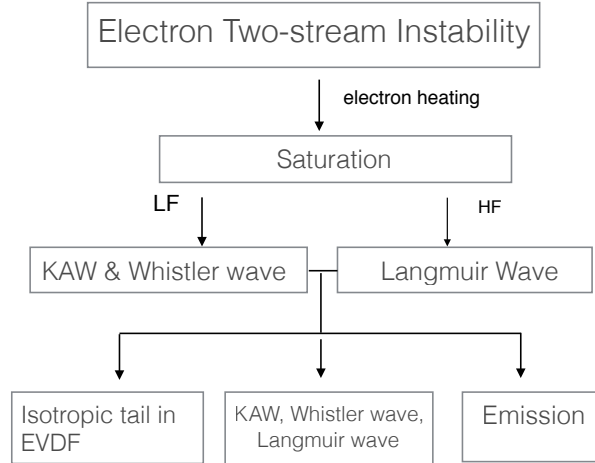 Electron Two-stream Instability
electron heating
Saturation
LF
HF
KAW & Whistler wave
Langmuir Wave
Isotropic tail in
EVDF
KAW, Whistler wave,
Langmuir wave
Emission